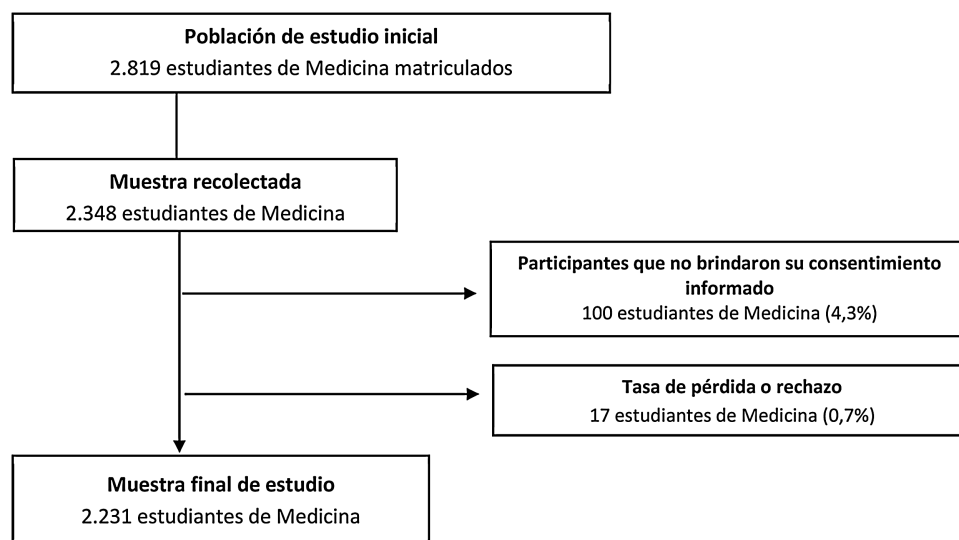 Población de estudio inicial
2.819 estudiantes de Medicina matriculados
Muestra recolectada
2.348 estudiantes de Medicina
Participantes que no brindaron su consentimiento
informado
100 estudiantes de Medicina (4,3%)
Tasa de pérdida o rechazo
17 estudiantes de Medicina (0,7%)
Muestra final de estudio
2.231 estudiantes de Medicina